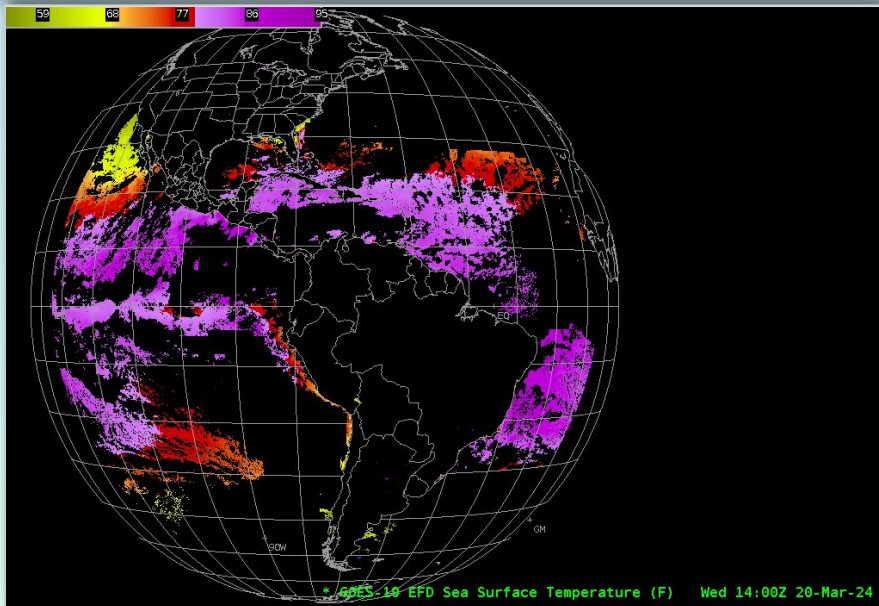 59 68 77 86 95
EQ
GM
90W
* GOES-19 EFD Sea Surface Temperature (F) Wed 14:00Z 20-Mar-24